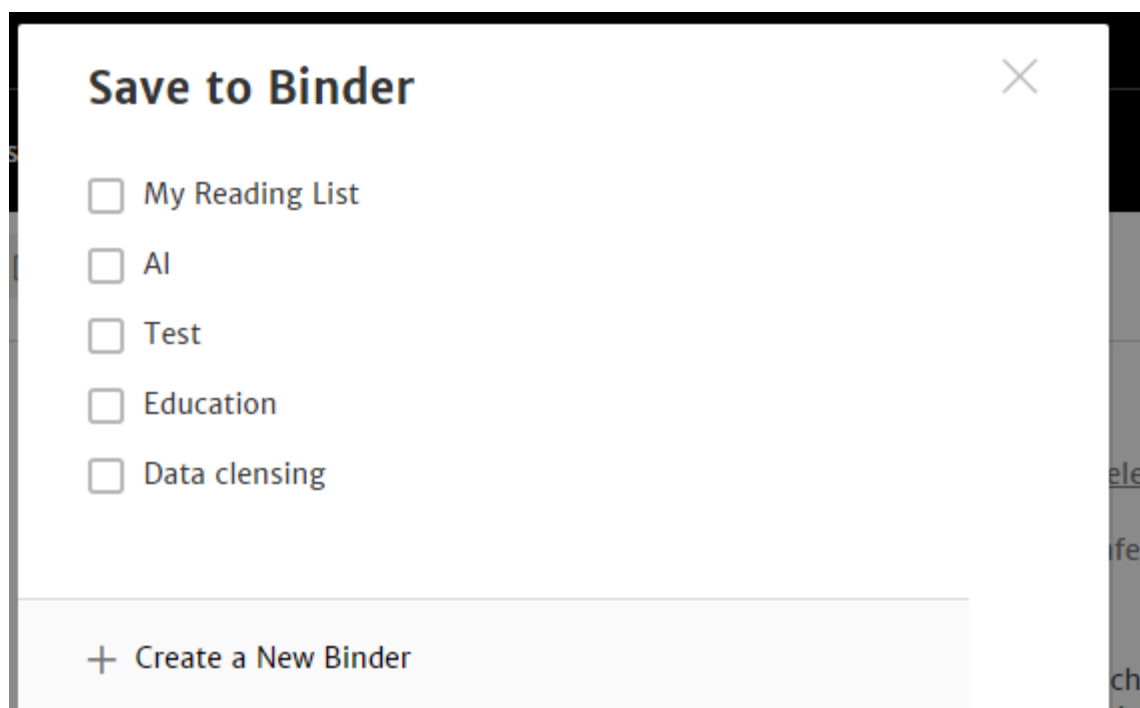 Save to Binder
My Reading List
AI
Test
Education
Data clensing
Create a New Binder